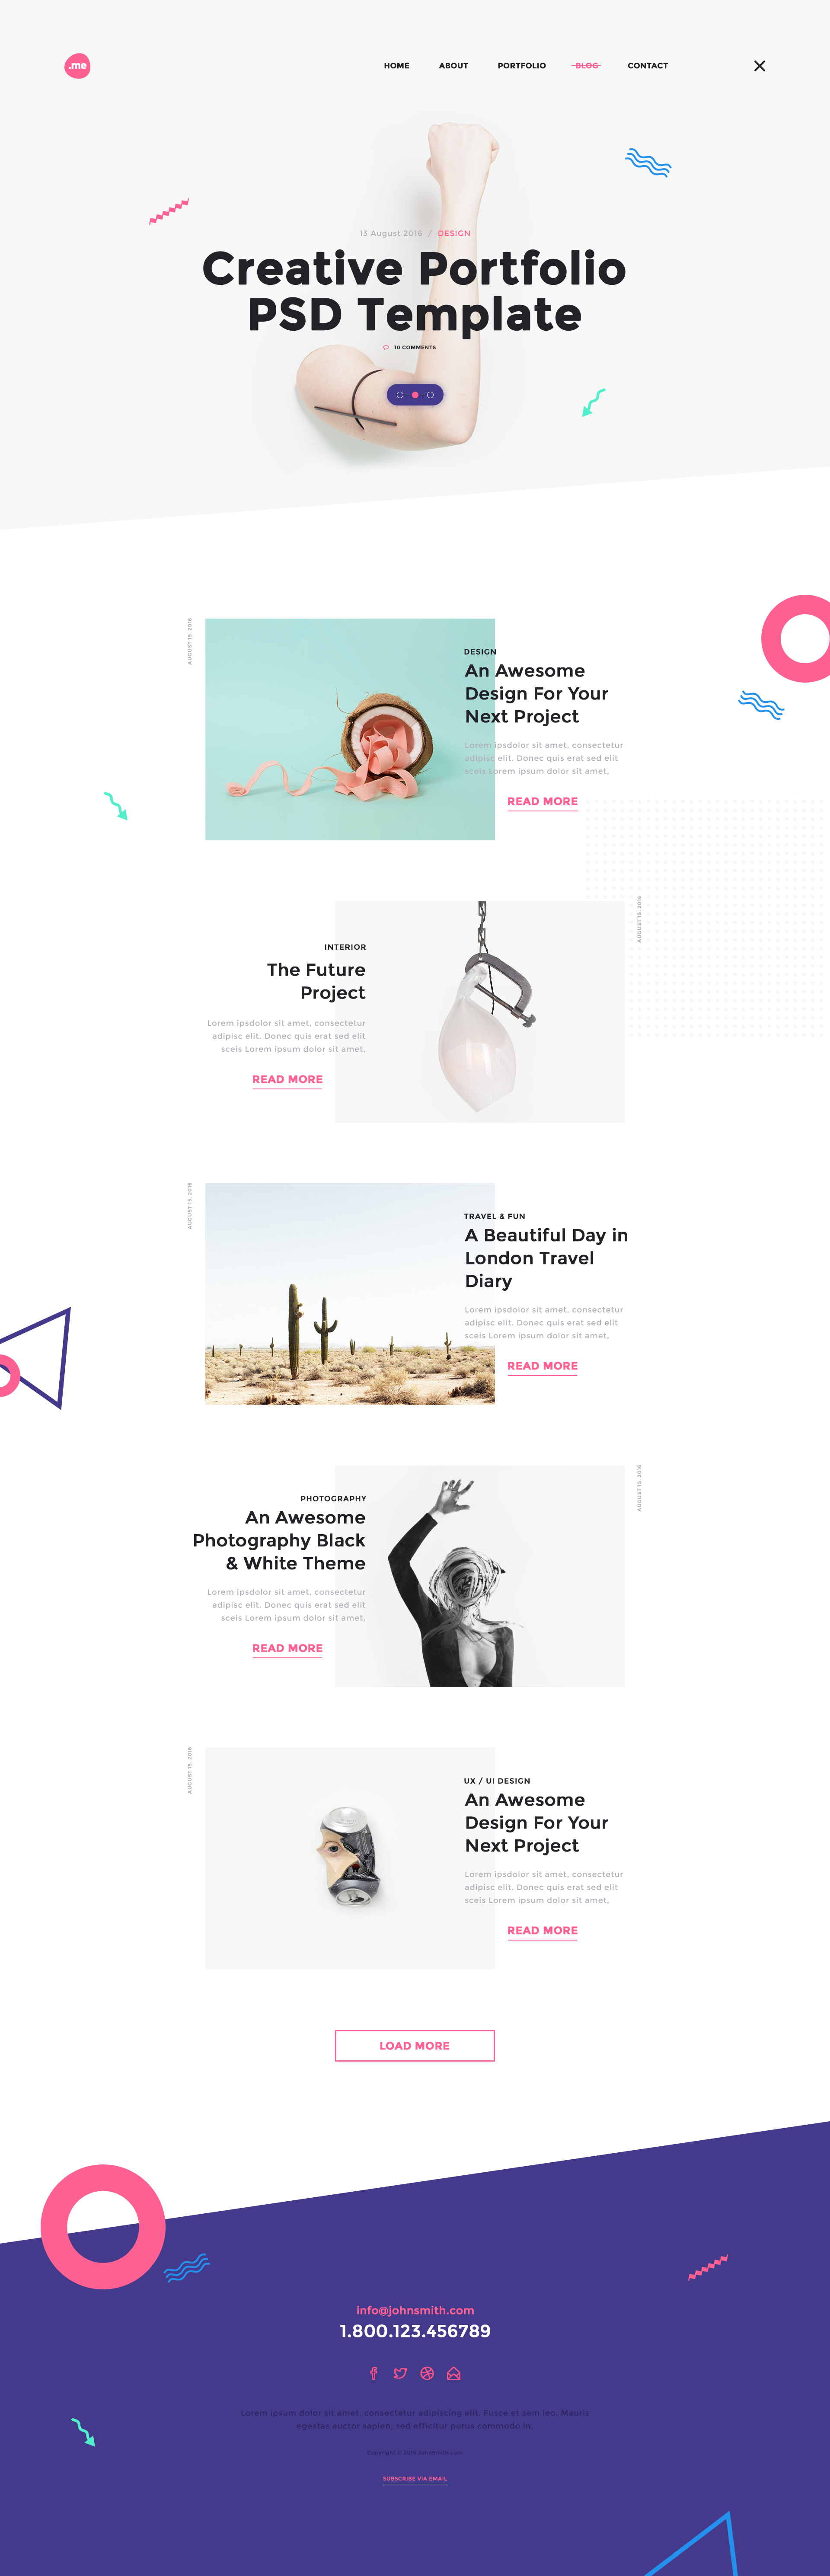 .me
HOME ABOUT PORTFOLIO BLOG CONTACT
13 August 2016 / DESIGN
Creative Portfolio
PSD Template
10 COMMENTS
AUGUST 15, 2016
DESIGN
An Awesome
Design For Your
Next Project
Lorem ipsdolor sit amet, consectetur
adipisc elit. Donec quis erat sed elit
sceis Lorem ipsum dolor sit amet,
READ MORE
AUGUST 15, 2016
INTERIOR
The Future
Project
Lorem ipsdolor sit amet, consectetur
adipisc elit. Donec quis erat sed elit
sceis Lorem ipsum dolor sit amet,
READ MORE
AUGUST 15, 2016
TRAVEL & FUN
A Beautiful Day in
London Travel
Diary
Lorem ipsdolor sit amet, consectetur
adipisc elit. Donec quis erat sed elit
sceis Lorem ipsum dolor sit amet,
READ MORE
AUGUST 15, 2016
PHOTOGRAPHY
An Awesome
Photography Black
& White Theme
Lorem ipsdolor sit amet, consectetur
adipisc elit. Donec quis erat sed elit
sceis Lorem ipsum dolor sit amet,
READ MORE
AUGUST 15, 2016
UX / UI DESIGN
An Awesome
Design For Your
Next Project
Lorem ipsdolor sit amet, consectetur
adipisc elit. Donec quis erat sed elit
sceis Lorem ipsum dolor sit amet,
READ MORE
LOAD MORE
info@johnsmith.com
1.800.123.456789
Lorem ipsum dolor sit amet, consectetur adipiscing elit. Fusce et sem leo. Mauris
egestas auctor sapien, sed efficitur purus commodo in.
Copyright © 2016
SUBSCRIBE VIA EMAIL